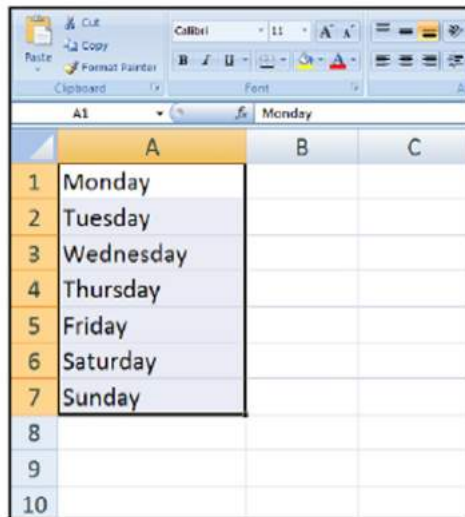 Cut
Calibri 11 A A
Copy
Paste
Format Painter
B I U A
Clipboard Font A
A1 fx Monday
A B C
1 Monday
2 Tuesday
3 Wednesday
4 Thursday
5 Friday
6 Saturday
7 Sunday
8
9
10